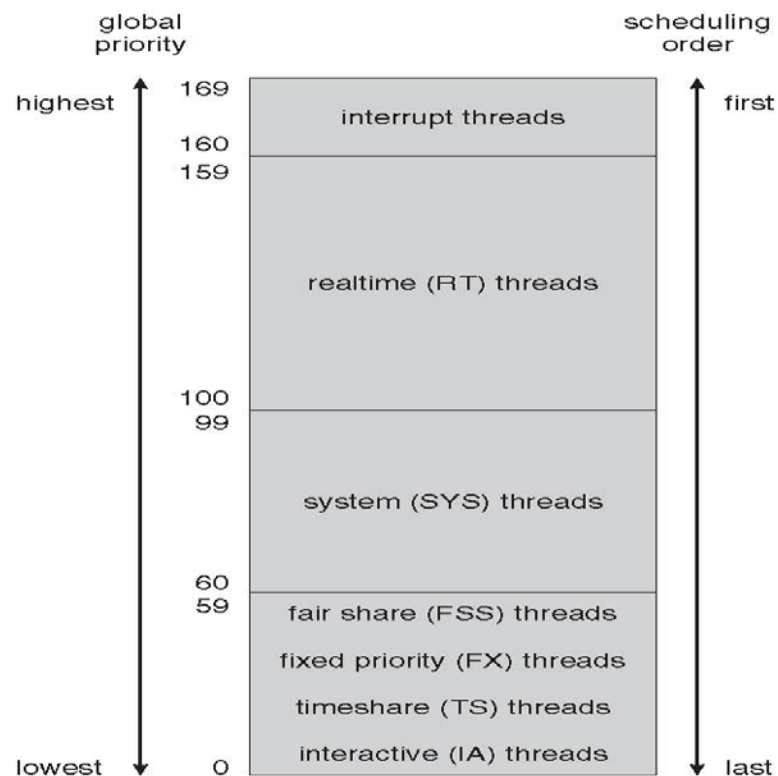 global
priority
scheduling
order
highest
169
first
interrupt threads
160
159
realtime (RT) threads
100
99
system (SYS) threads
60
59
fair share (FSS) threads
fixed priority (FX) threads
timeshare (TS) threads
interactive (IA) threads
lowest
0
last